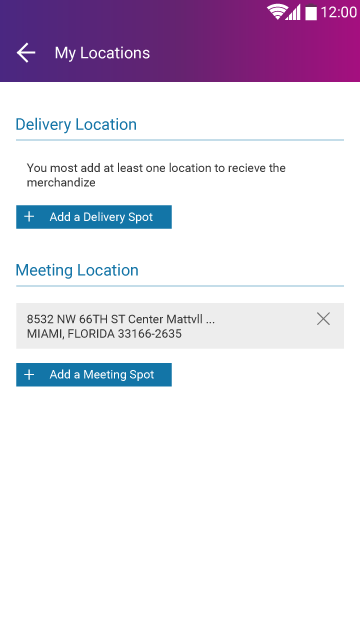 12:00
My Locations
Delivery Location
You most add at least one location to recieve the
merchandize
+ Add a Delivery Spot
Meeting Location
8532 NW 66TH ST Center Mattvll ...
MIAMI, FLORIDA 33166-2635
+ Add a Meeting Spot